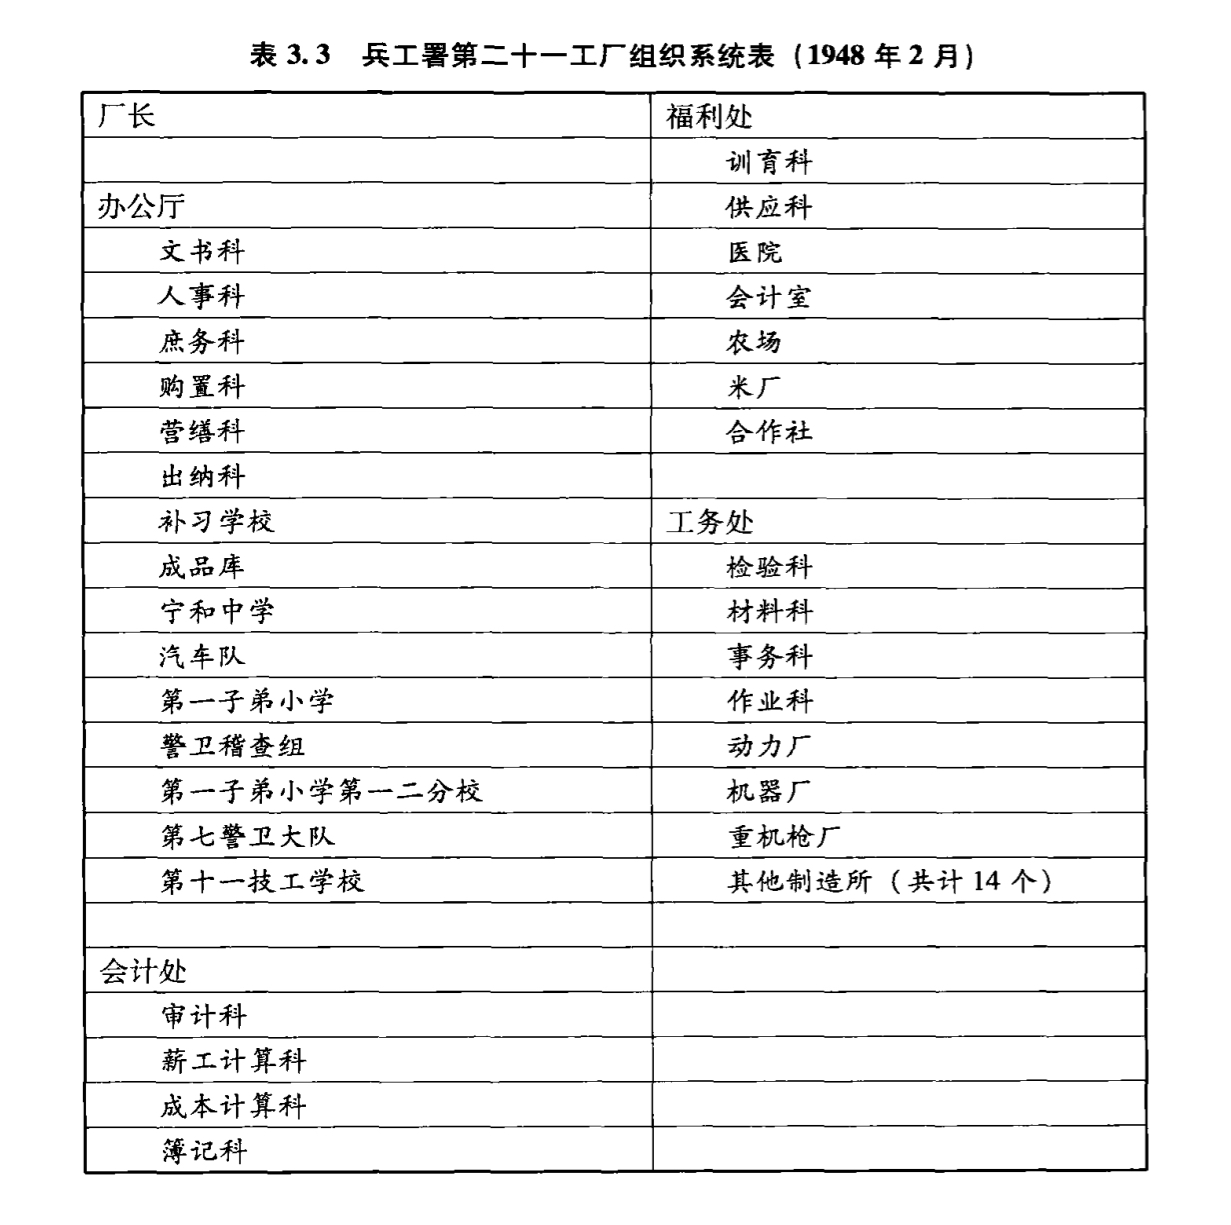 表 3.3 兵工署第二十一工厂组织系统表（1948 年 2 月）
厂长 福利处
训育科
办公厅 供应科
文书科 医院
人事科 会计室
庶务科 农场
购置科 米厂
营缮科 合作社
出纳科
补习学校 工务处
成品库 检验科
宁和中学 材料科
汽车队 事务科
第一子弟小学 作业科
警卫稽查组 动力厂
第一子弟小学第一二分校 机器厂
第七警卫大队 重机枪厂
第十一技工学校 其他制造所（共计 14 个）
会计处
审计科
薪工计算科
成本计算科
簿记科